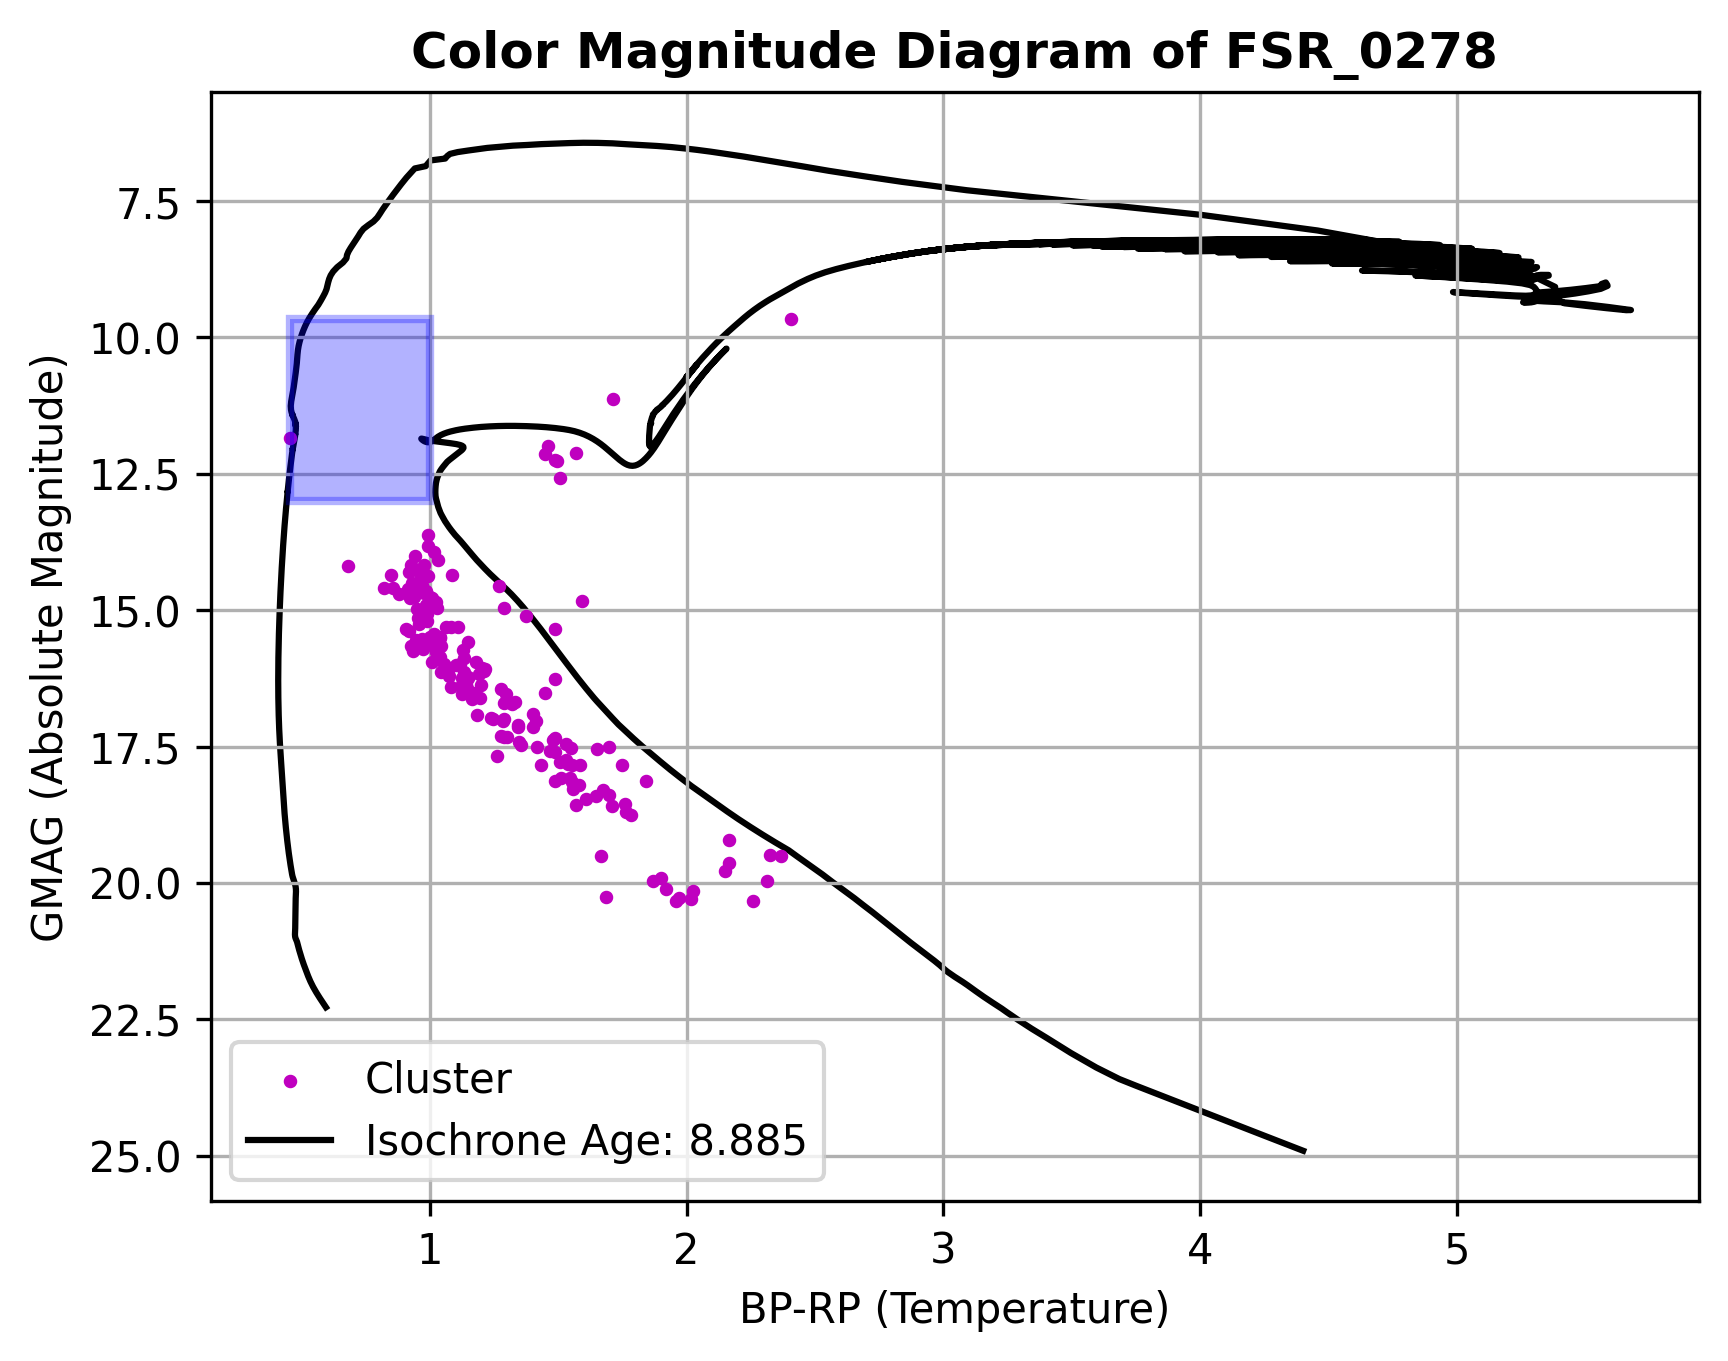 Color Magnitude Diagram of FSR_0278
GMAG (Absolute Magnitude)
7.5
10.0
12.5
15.0
17.5
20.0
22.5
25.0
Cluster
Isochrone Age: 8.885
1
2
3
4
5
BP-RP (Temperature)